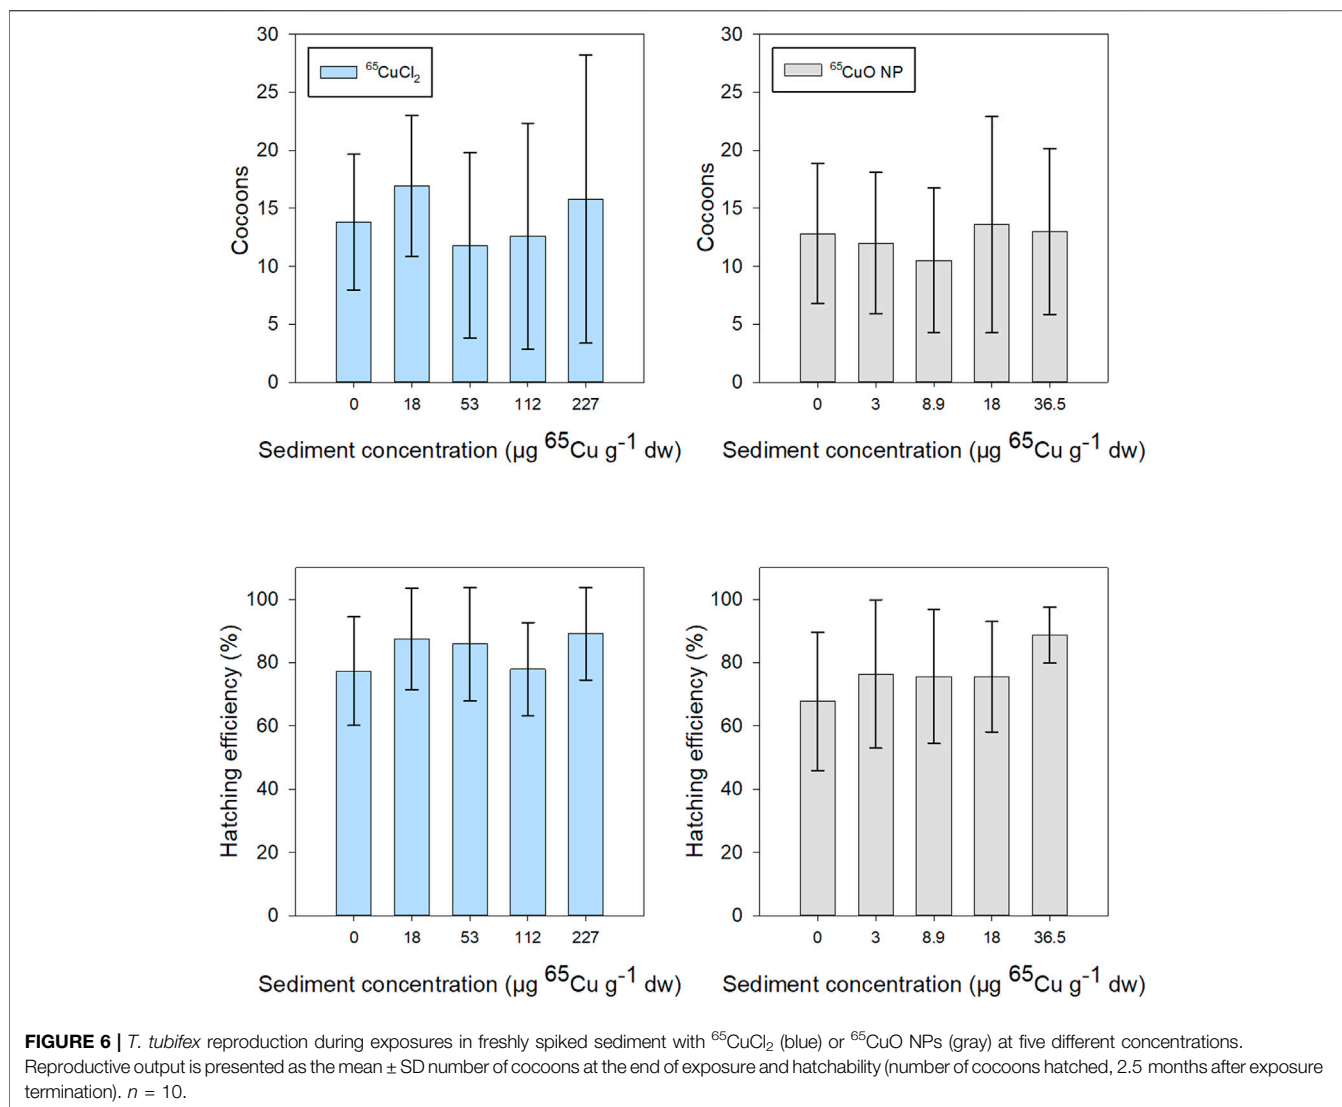 30
25
20
15
10
5
0
Cocoons
⁶⁵CuCl₂
0 18 53 112 227
Sediment concentration (µg ⁶⁵Cu g⁻¹ dw)
30
25
20
15
10
5
0
Cocoons
⁶⁵CuO NP
0 3 8.9 18 36.5
Sediment concentration (µg ⁶⁵Cu g⁻¹ dw)
100
80
60
40
20
0
Hatching efficiency (%)
0 18 53 112 227
Sediment concentration (µg ⁶⁵Cu g⁻¹ dw)
100
80
60
40
20
0
Hatching efficiency (%)
0 3 8.9 18 36.5
Sediment concentration (µg ⁶⁵Cu g⁻¹ dw)
FIGURE 6 | T. tubifex reproduction during exposures in freshly spiked sediment with ⁶⁵CuCl₂ (blue) or ⁶⁵CuO NPs (gray) at five different concentrations.
Reproductive output is presented as the mean ± SD number of cocoons at the end of exposure and hatchability (number of cocoons hatched, 2.5 months after exposure
termination). n = 10.